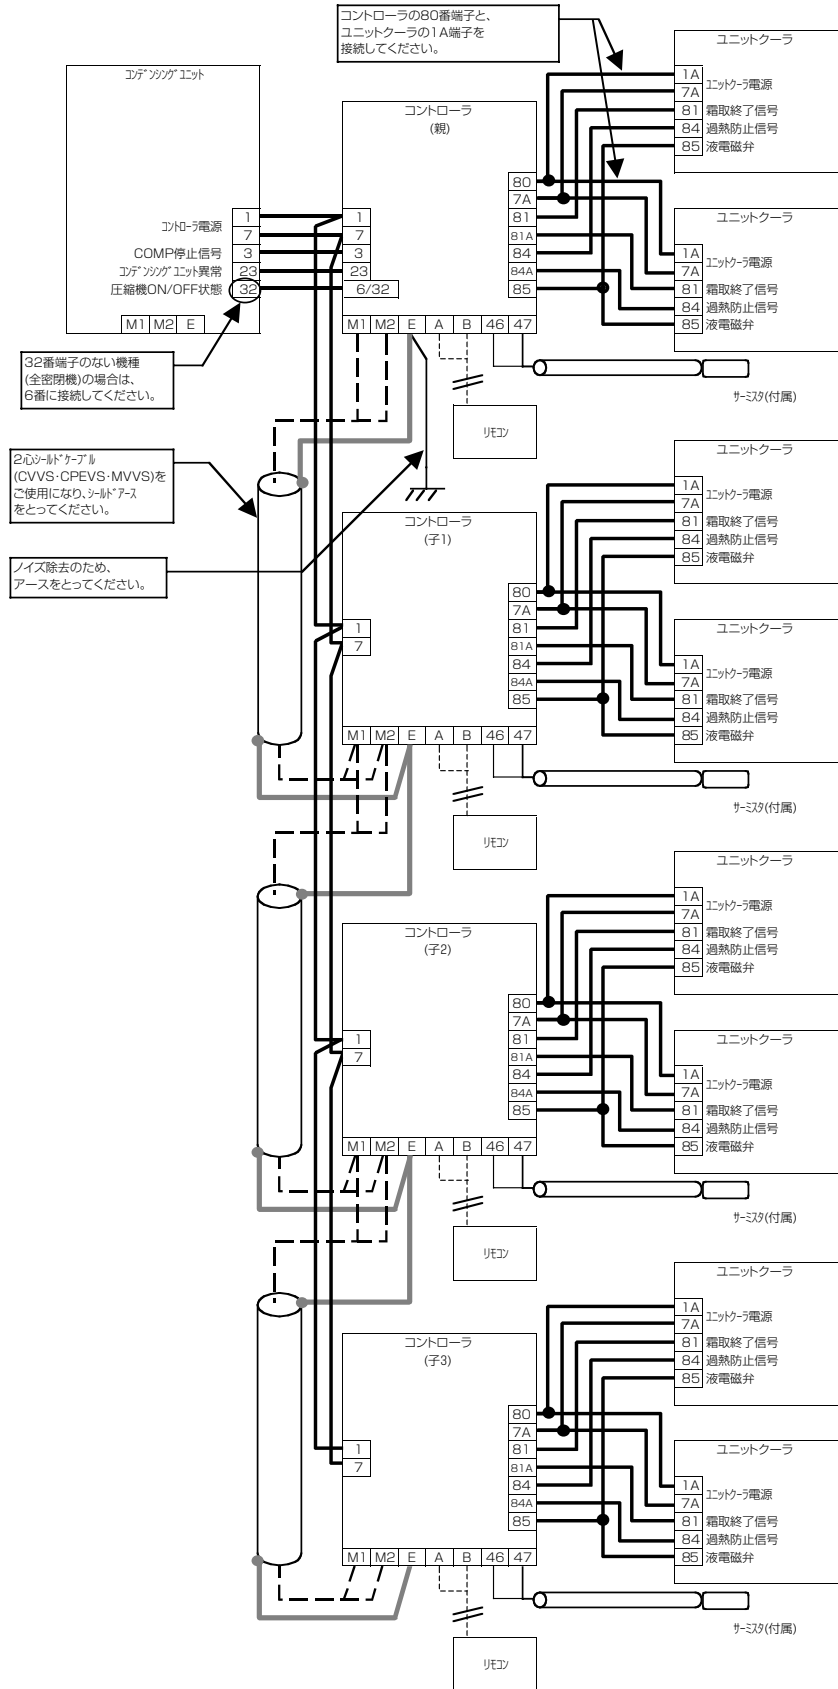 コントローラの80番端子と、
ユニットクーラの1A端子を
接続してください。
コンデンシングユニット
コントローラ電源
COMP停止信号
コンデンシングユニット異常
圧縮機ON/OFF状態
1
7
3
23
32
M1 M2 E
コントローラ
(親)
1
7
3
23
6/32
80
7A
81
81A
84
84A
85
M1 M2 E A B 46 47
リモコン
サーミスタ(付属)
ユニットクーラ
1A
7A
ユニットクーラ電源
81 霜取終了信号
84 過熱防止信号
85 液電磁弁
ユニットクーラ
1A
7A
ユニットクーラ電源
81 霜取終了信号
84 過熱防止信号
85 液電磁弁
32番端子のない機種
(全密閉機)の場合は、
6番に接続してください。
2心シールドケーブル
(CVVS・CPEVS・MVVS)を
ご使用になり、シールドアース
をとってください。
ノイズ除去のため、
アースをとってください。
コントローラ
(子1)
1
7
80
7A
81
81A
84
84A
85
M1 M2 E A B 46 47
リモコン
サーミスタ(付属)
ユニットクーラ
1A
7A
ユニットクーラ電源
81 霜取終了信号
84 過熱防止信号
85 液電磁弁
ユニットクーラ
1A
7A
ユニットクーラ電源
81 霜取終了信号
84 過熱防止信号
85 液電磁弁
コントローラ
(子2)
1
7
80
7A
81
81A
84
84A
85
M1 M2 E A B 46 47
リモコン
サーミスタ(付属)
ユニットクーラ
1A
7A
ユニットクーラ電源
81 霜取終了信号
84 過熱防止信号
85 液電磁弁
ユニットクーラ
1A
7A
ユニットクーラ電源
81 霜取終了信号
84 過熱防止信号
85 液電磁弁
コントローラ
(子3)
1
7
80
7A
81
81A
84
84A
85
M1 M2 E A B 46 47
リモコン
サーミスタ(付属)
ユニットクーラ
1A
7A
ユニットクーラ電源
81 霜取終了信号
84 過熱防止信号
85 液電磁弁
ユニットクーラ
1A
7A
ユニットクーラ電源
81 霜取終了信号
84 過熱防止信号
85 液電磁弁